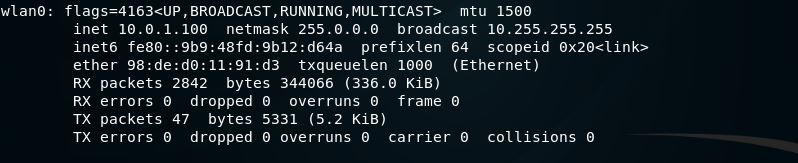 wlan0: flags=4163<UP,BROADCAST,RUNNING,MULTICAST>  mtu 1500
        inet 10.0.1.100  netmask 255.0.0.0  broadcast 10.255.255.255
        inet6 fe80::9b9:48fd:9b12:d64a  prefixlen 64  scopeid 0x20<link>
        ether 98:de:d0:11:91:d3  txqueuelen 1000  (Ethernet)
        RX packets 2842  bytes 344066 (336.0 KiB)
        RX errors 0  dropped 0  overruns 0  frame 0
        TX packets 47  bytes 5331 (5.2 KiB)
        TX errors 0  dropped 0 overruns 0  carrier 0  collisions 0